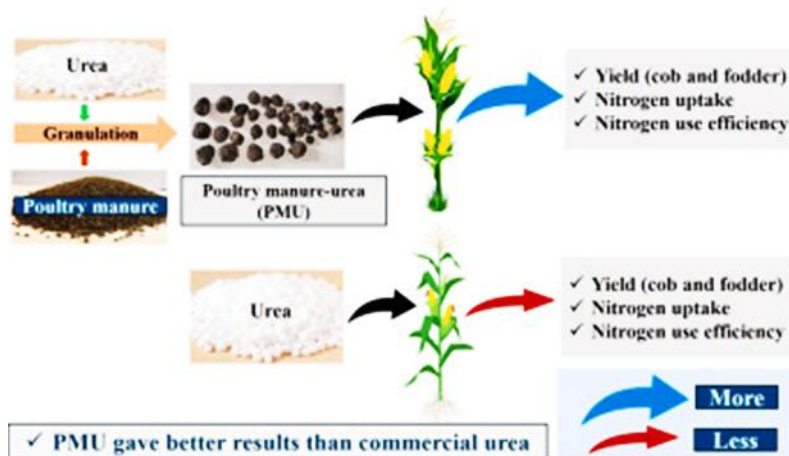 Urea
Granulation
Poultry manure
Poultry manure-urea
(PMU)
✓ Yield (cob and fodder)
✓ Nitrogen uptake
✓ Nitrogen use efficiency
Urea
✓ Yield (cob and fodder)
✓ Nitrogen uptake
✓ Nitrogen use efficiency
More
Less
✓ PMU gave better results than commercial urea